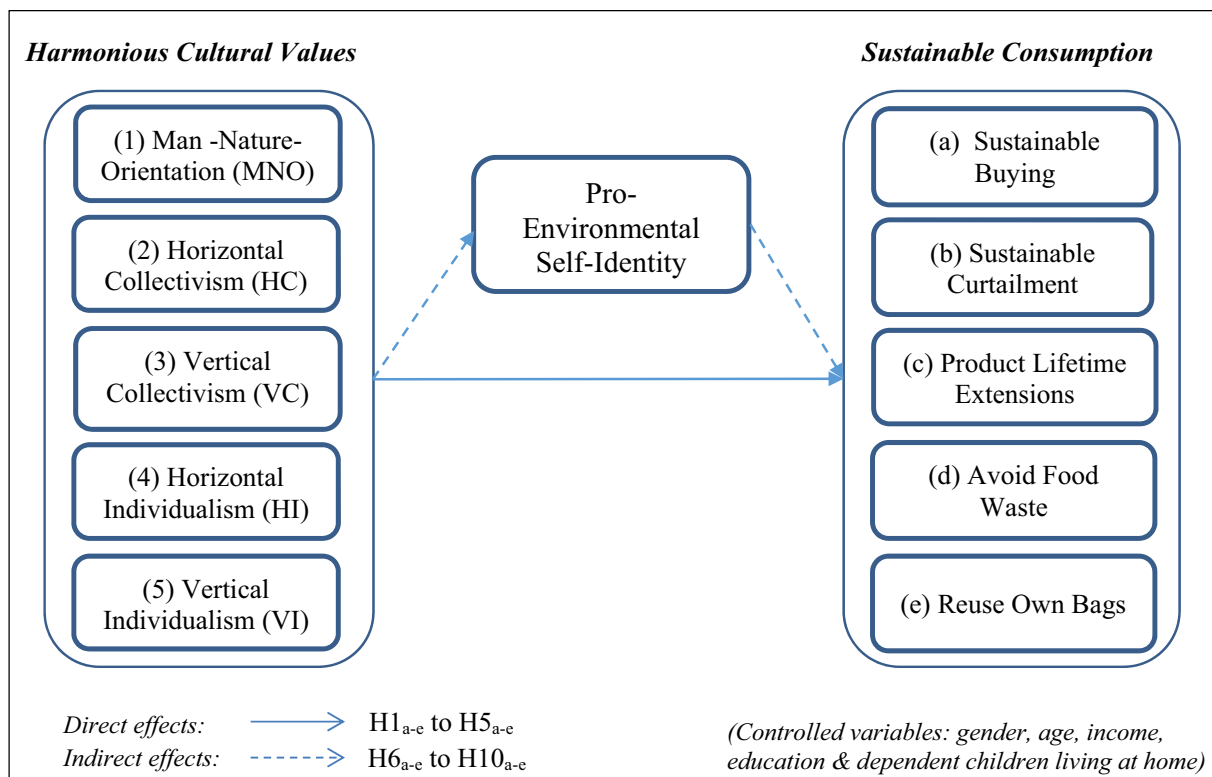 Harmonious Cultural Values
(1) Man -Nature-
Orientation (MNO)
(2) Horizontal
Collectivism (HC)
(3) Vertical
Collectivism (VC)
(4) Horizontal
Individualism (HI)
(5) Vertical
Individualism (VI)
Pro-
Environmental
Self-Identity
Sustainable Consumption
(a) Sustainable
Buying
(b) Sustainable
Curtailment
(c) Product Lifetime
Extensions
(d) Avoid Food
Waste
(e) Reuse Own Bags
Direct effects: H1a-e to H5a-e
Indirect effects: H6a-e to H10a-e
(Controlled variables: gender, age, income,
education & dependent children living at home)